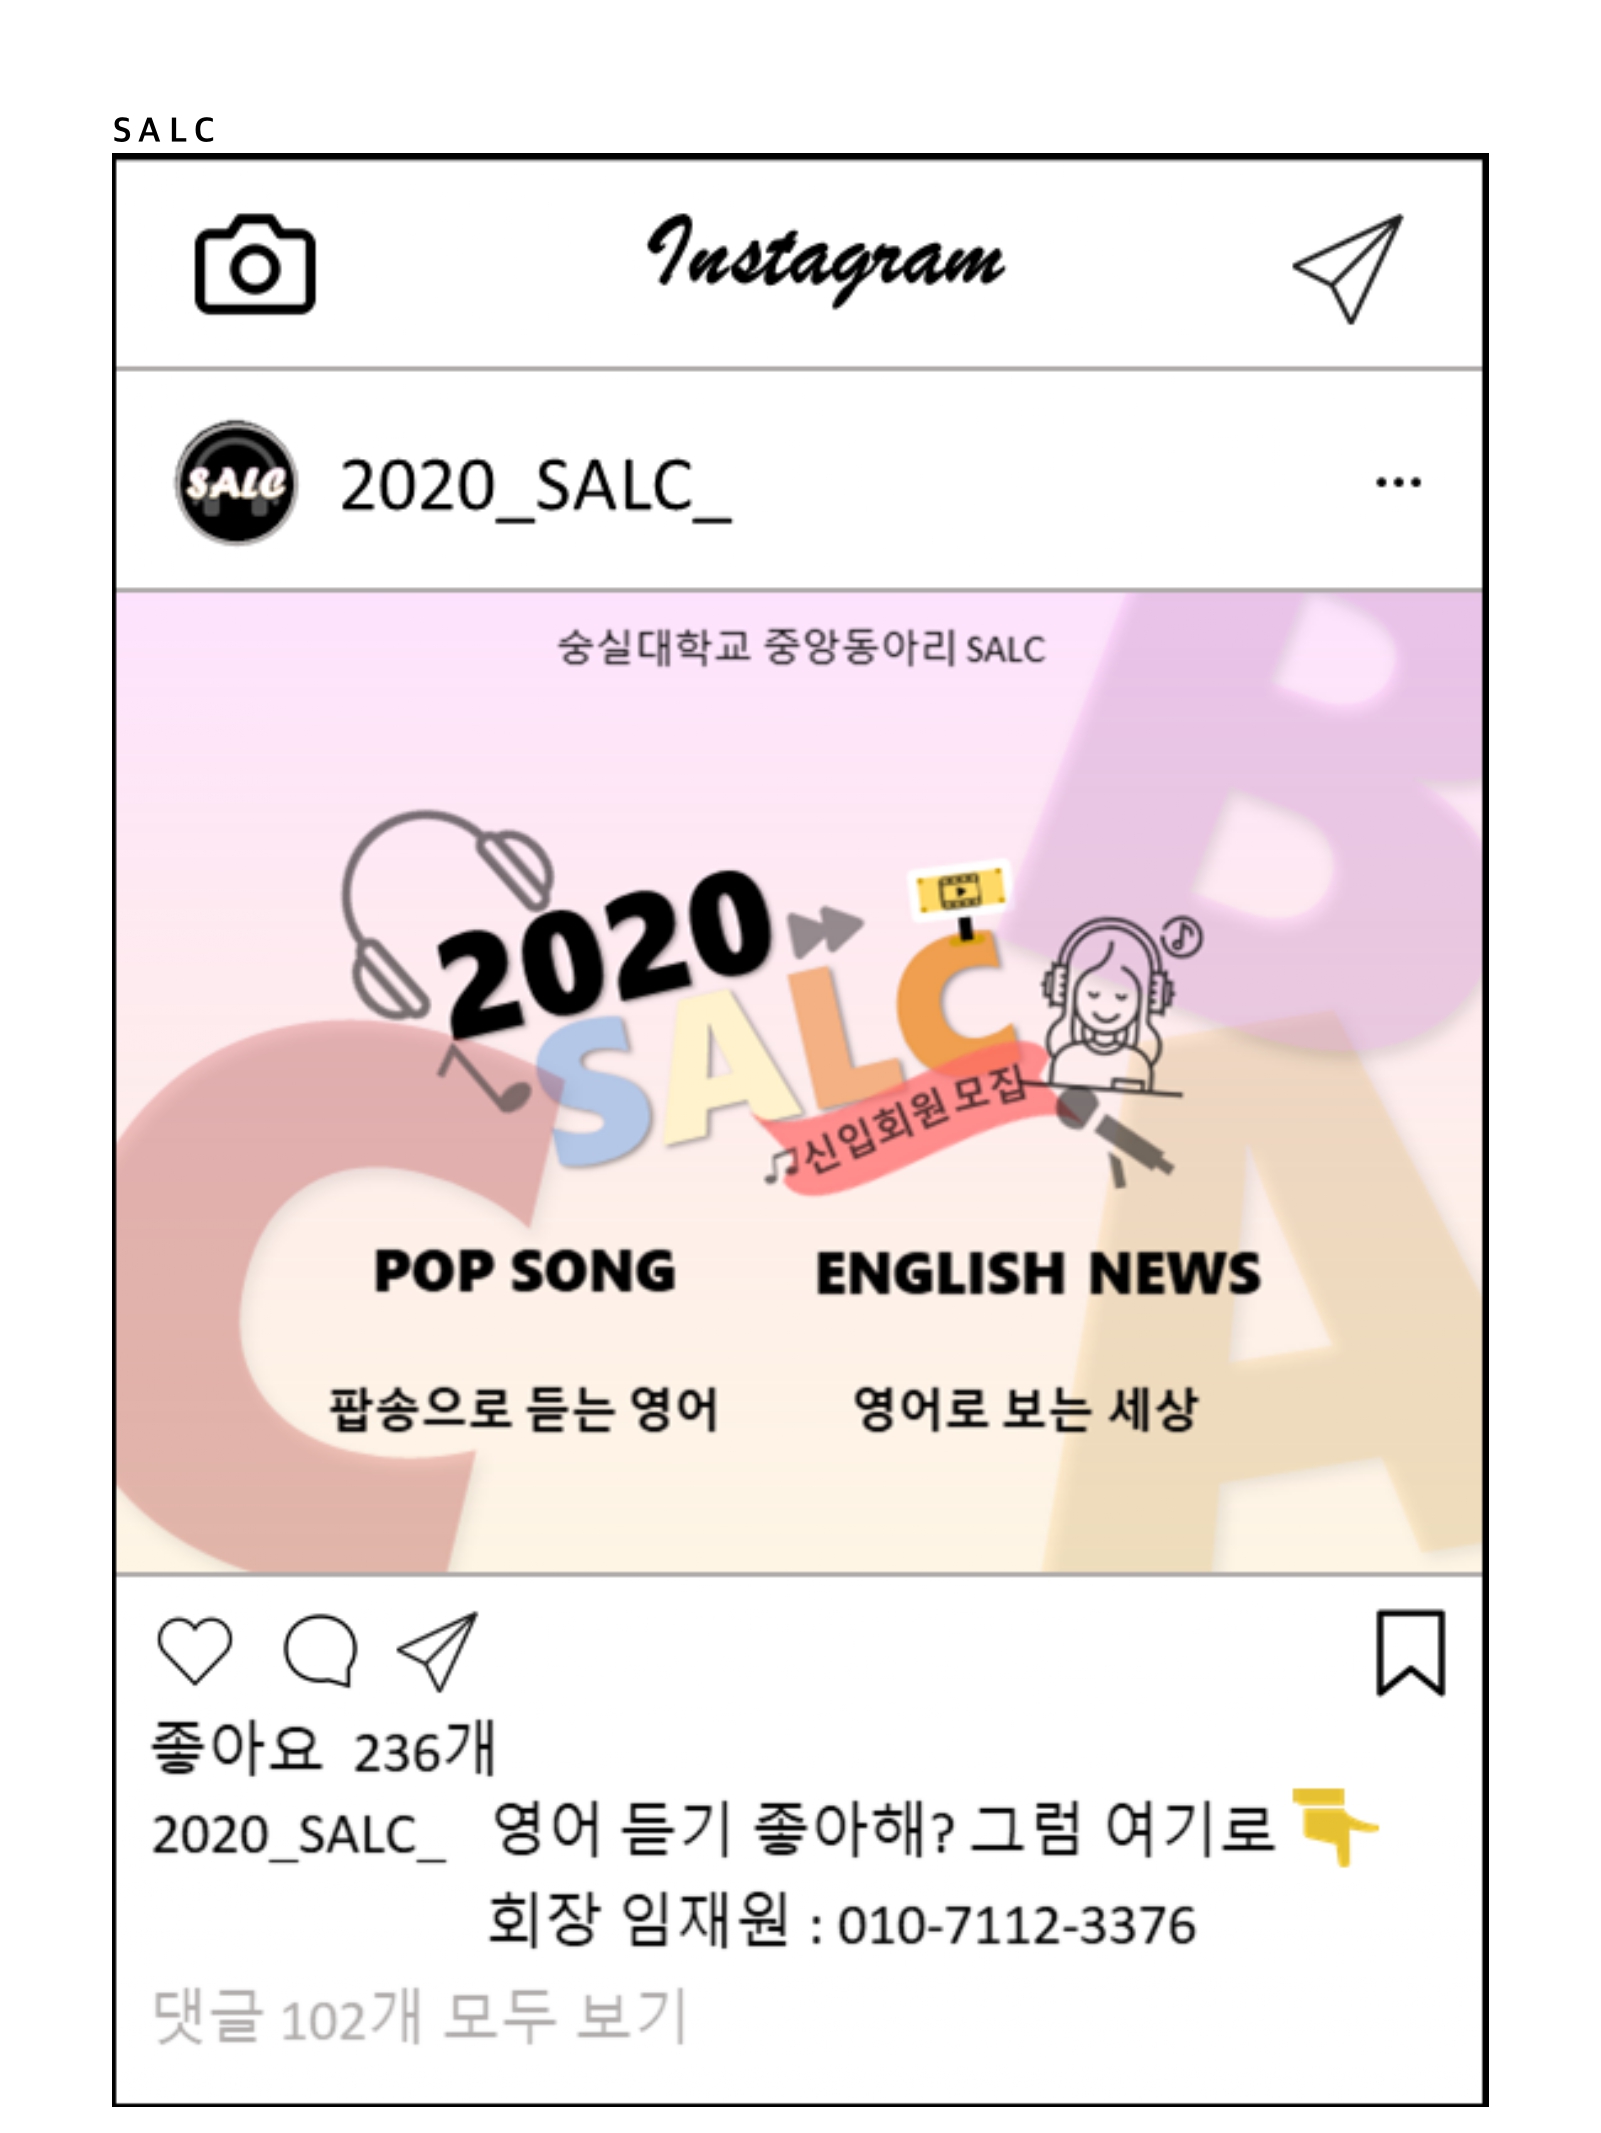 SALC
Instagram
SALC
2020_SALC_
숭실대학교 중앙동아리 SALC
B
2020
SALC
신입회원 모집
C
A
POP SONG
ENGLISH NEWS
팝송으로 듣는 영어
영어로 보는 세상
좋아요 236개
2020_SALC_ 영어 듣기 좋아해? 그럼 여기로
회장 임재원 : 010-7112-3376
댓글 102개 모두 보기